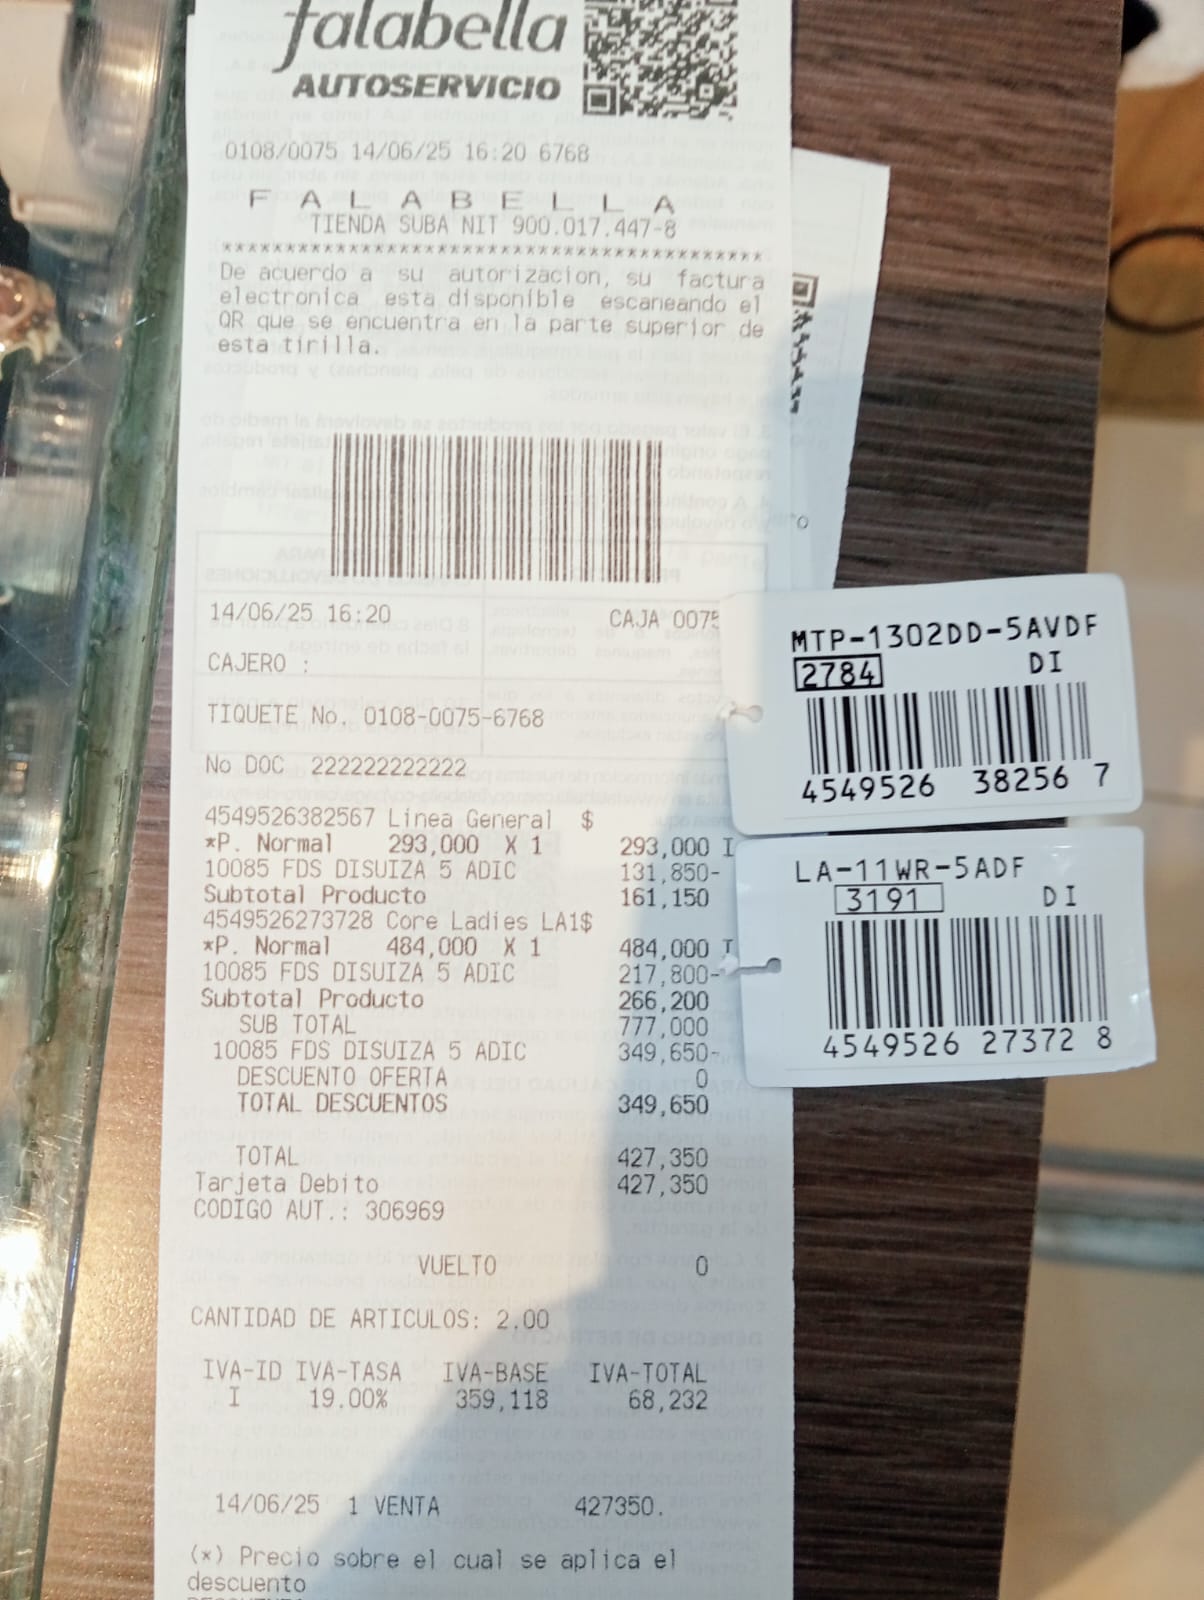 falabella
AUTOSERVICIO
0108/0075 14/06/25 16:20 6768
F A L A B E L L A
TIENDA SUBA NIT 900.017.447-8
******************************************
De acuerdo a su autorizacion, su factura
electronica esta disponible escaneando el
QR que se encuentra en la parte superior de
esta tirilla.
14/06/25 16:20 CAJA 0075
CAJERO :
TIQUETE No. 0108-0075-6768
No DOC 222222222222
4549526382567 Linea General $
*P. Normal 293,000 X 1 293,000 I
10085 FDS DISUIZA 5 ADIC 131,850-
Subtotal Producto 161,150
4549526273728 Core Ladies LA1$
*P. Normal 484,000 X 1 484,000 I
10085 FDS DISUIZA 5 ADIC 217,800-
Subtotal Producto 266,200
SUB TOTAL 777,000
10085 FDS DISUIZA 5 ADIC 349,650-
DESCUENTO OFERTA 0
TOTAL DESCUENTOS 349,650
TOTAL 427,350
Tarjeta Debito 427,350
CODIGO AUT.: 306969
VUELTO 0
CANTIDAD DE ARTICULOS: 2.00
IVA-ID IVA-TASA IVA-BASE IVA-TOTAL
I 19.00% 359,118 68,232
14/06/25 1 VENTA 427350.
(*) Precio sobre el cual se aplica el
descuento
MTP-1302DD-5AVDF
2784 DI
4549526 38256 7
LA-11WR-5ADF
3191 DI
4549526 27372 8